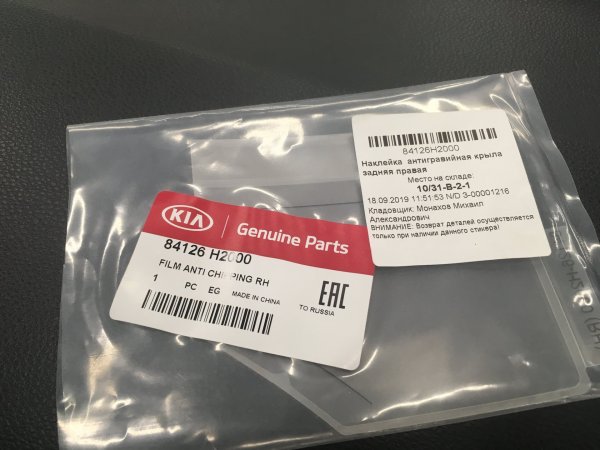 84126H2000
Наклейка антигравийная крыла
задняя правая
Место на складе:
10/31-B-2-1
18.09.2019 11:51:53 N/D 3-00001216
Кладовщик: Монахов Михаил
Александрович
ВНИМАНИЕ: Возврат деталей осуществляется
только при наличии данного стикера!
KIA Genuine Parts
84126 H2000
FILM ANTI CHIPPING RH
1 PC EG MADE IN CHINA
EAC
TO RUSSIA